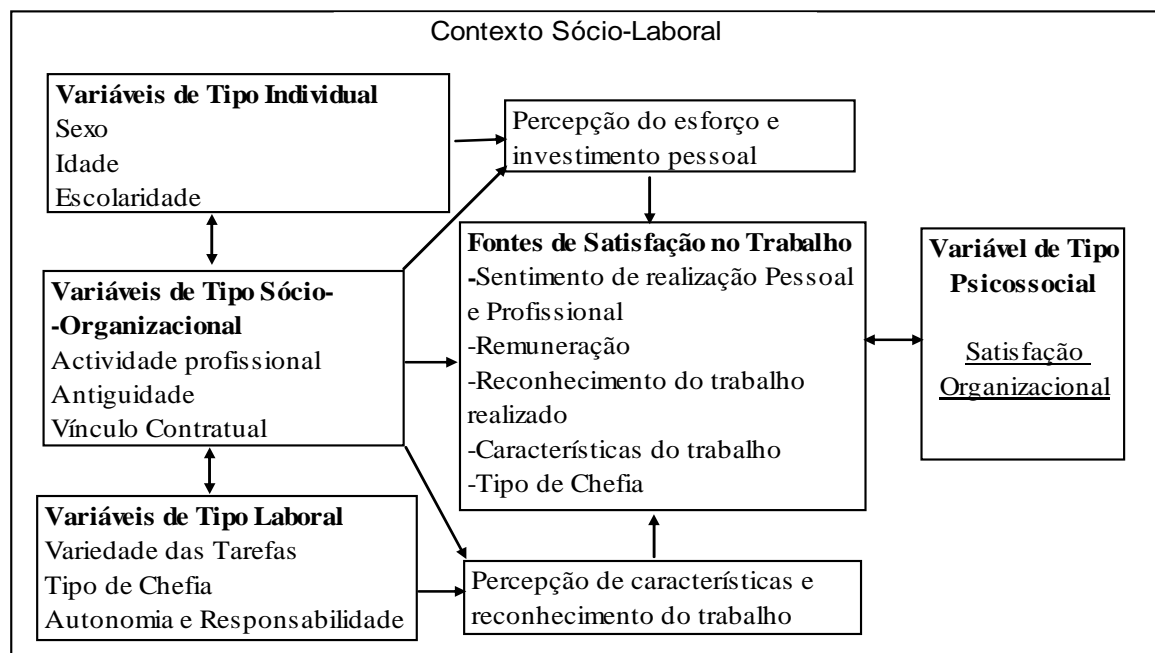 Contexto Sócio-Laboral
Variáveis de Tipo Individual
Sexo
Idade
Escolaridade
Percepção do esforço e
investimento pessoal
Variáveis de Tipo Sócio-
-Organizacional
Actividade profissional
Antiguidade
Vínculo Contratual
Fontes de Satisfação no Trabalho
-Sentimento de realização Pessoal
e Profissional
-Remuneração
-Reconhecimento do trabalho
realizado
-Características do trabalho
-Tipo de Chefia
Variável de Tipo
Psicossocial
Satisfação
Organizacional
Variáveis de Tipo Laboral
Variedade das Tarefas
Tipo de Chefia
Autonomia e Responsabilidade
Percepção de características e
reconhecimento do trabalho